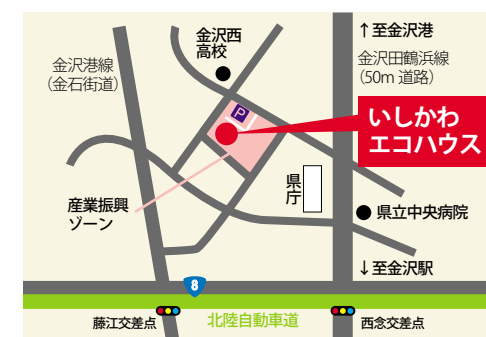 金沢西
高校
↑至金沢港
金沢田鶴浜線
(50m 道路)
金沢港線
(金石街道)
P
いしかわ
エコハウス
県庁
産業振興
ゾーン
県立中央病院
↓至金沢駅
8
藤江交差点
北陸自動車道
西念交差点